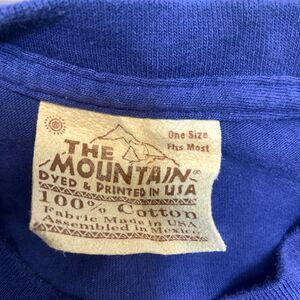 One Size
Fits Most
THE
MOUNTAIN®
DYED & PRINTED IN USA
100% Cotton
Fabric Made in USA
Assembled in Mexico